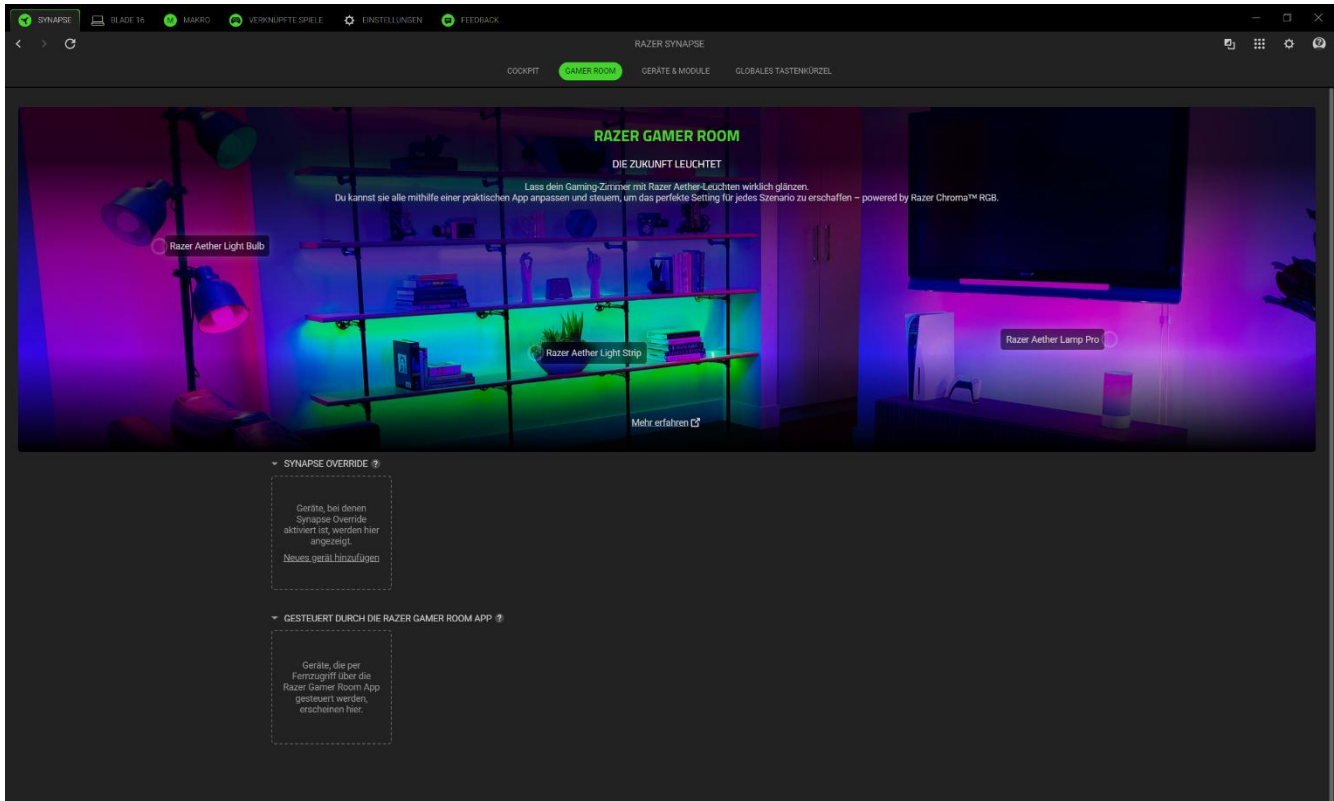 SYNAPSE
BLADE 16
M
MAKRO
VERKNÜPFTE SPIELE
EINSTELLUNGEN
FEEDBACK
RAZER SYNAPSE
COCKPIT
GAMER ROOM
GERÄTE & MODULE
GLOBALES TASTENKÜRZEL
RAZER GAMER ROOM
DIE ZUKUNFT LEUCHTET
Lass dein Gaming-Zimmer mit Razer Aether-Leuchten wirklich glänzen.
Du kannst sie alle mithilfe einer praktischen App anpassen und steuern, um das perfekte Setting für jedes Szenario zu erschaffen – powered by Razer Chroma™ RGB.
Razer Aether Light Bulb
Razer Aether Lamp Pro
Razer Aether Light Strip
Mehr erfahren
SYNAPSE OVERRIDE ?
Geräte, bei denen
Synapse Override
aktiviert ist, werden hier
angezeigt.
Neues gerät hinzufügen
GESTEUERT DURCH DIE RAZER GAMER ROOM APP ?
Geräte, die per
Fernzugriff über die
Razer Gamer Room App
gesteuert werden,
erscheinen hier.